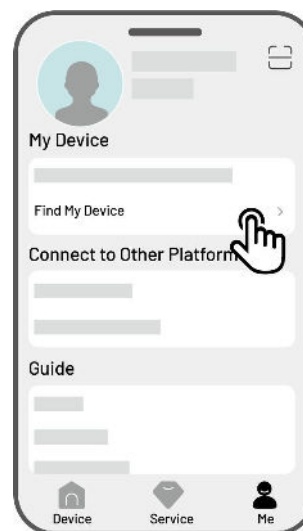 My Device
Find My Device
Connect to Other Platform
Guide
Device
Service
Me